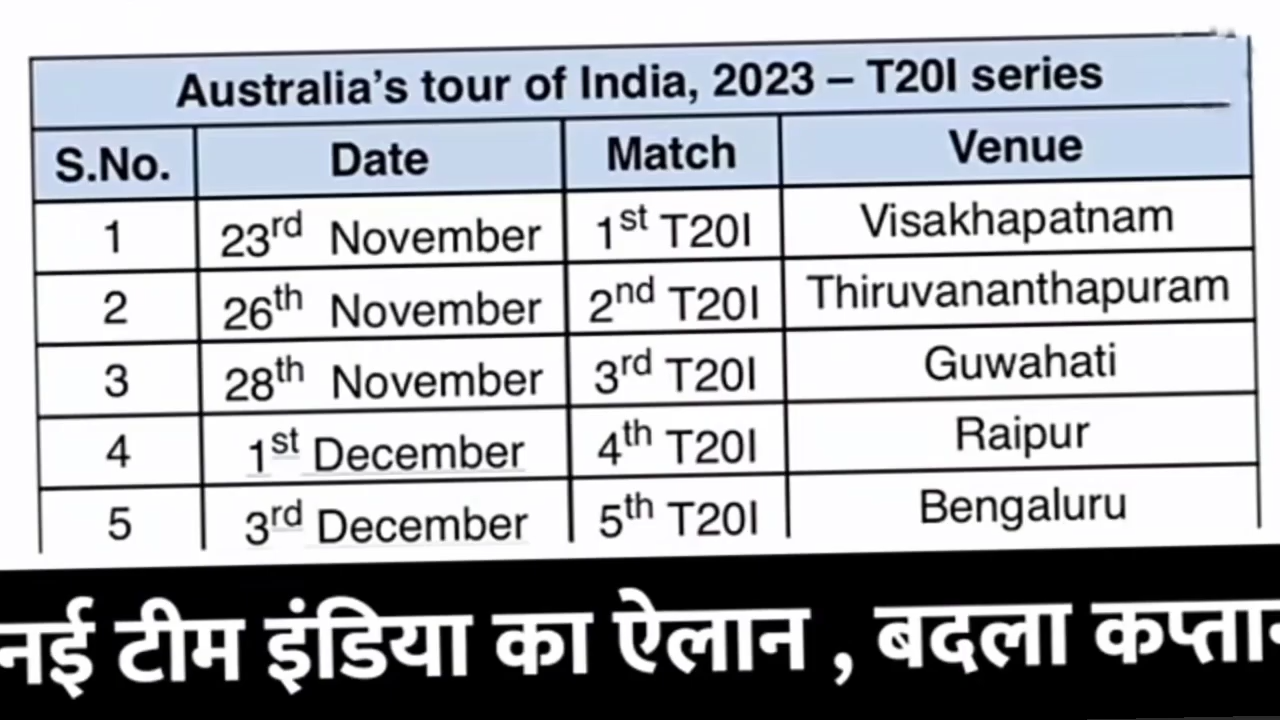 Australia's tour of India, 2023 – T20I series
S.No. Date Match Venue
1 23rd November 1st T20I Visakhapatnam
2 26th November 2nd T20I Thiruvananthapuram
3 28th November 3rd T20I Guwahati
4 1st December 4th T20I Raipur
5 3rd December 5th T20I Bengaluru
नई टीम इंडिया का ऐलान , बदला कप्तान